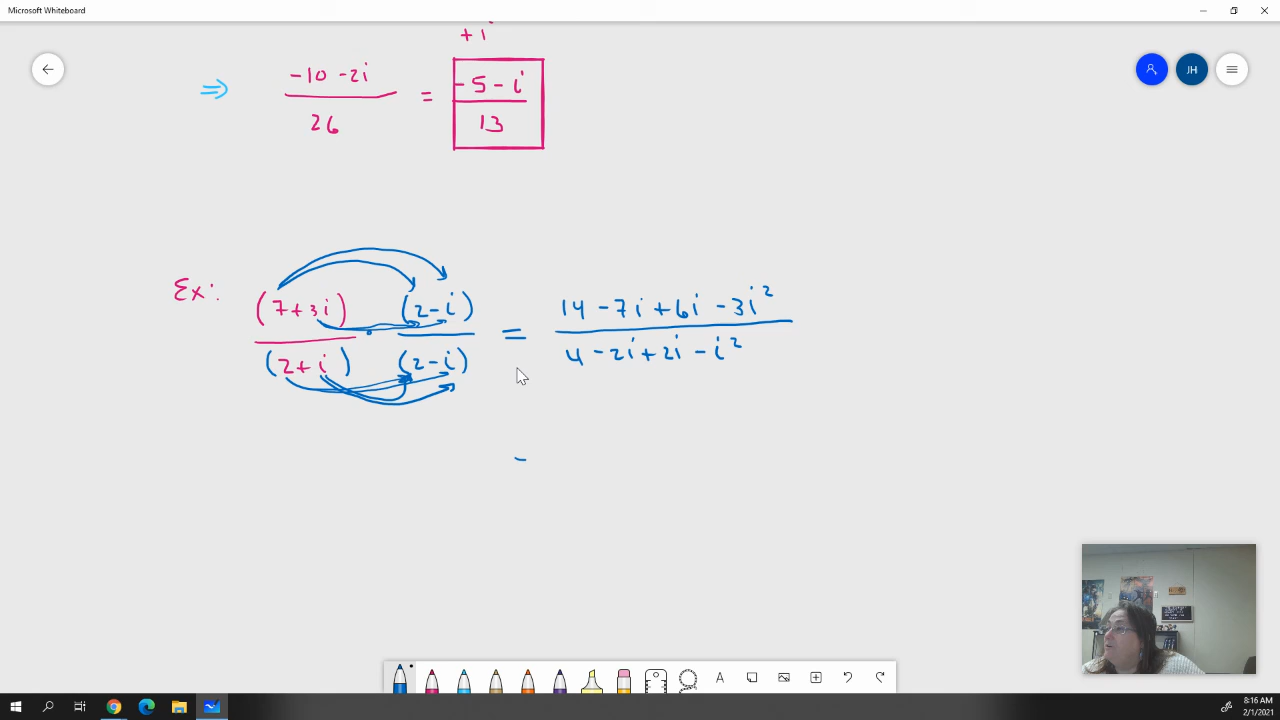 Microsoft Whiteboard
+ i
⇒ -10 -2i / 26 = -5 - i / 13
JH
Ex: (7+3i) / (2+i) · (2-i) / (2-i) = 14 -7i +6i -3i² / 4 -2i +2i -i²
-
A
8:16 AM
2/1/2021